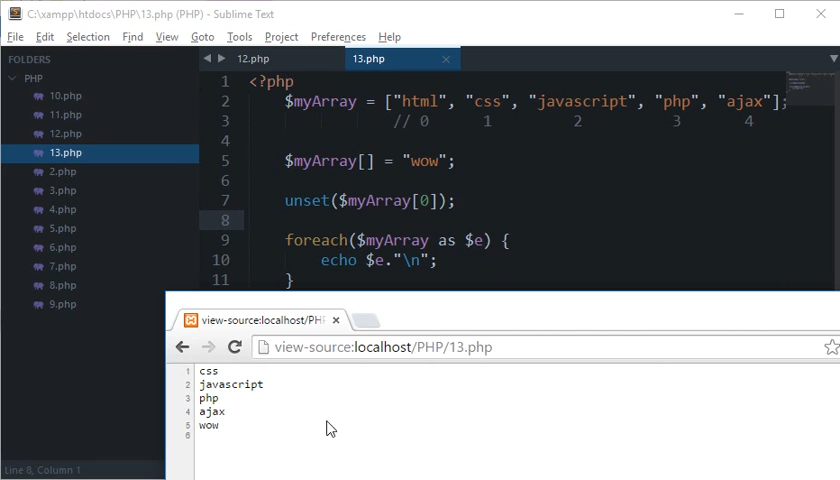 C:\xampp\htdocs\PHP\13.php (PHP) - Sublime Text
File Edit Selection Find View Goto Tools Project Preferences Help
FOLDERS
PHP
10.php
11.php
12.php
13.php
2.php
3.php
4.php
5.php
6.php
7.php
8.php
9.php
12.php 13.php
1 <?php
2 $myArray = ["html", "css", "javascript", "php", "ajax"];
3 // 0 1 2 3 4
4
5 $myArray[] = "wow";
6
7 unset($myArray[0]);
8
9 foreach($myArray as $e) {
10 echo $e."\n";
11 }
view-source:localhost/PH
view-source:localhost/PHP/13.php
1 css
2 javascript
3 php
4 ajax
5 wow
6
Line 8, Column 1